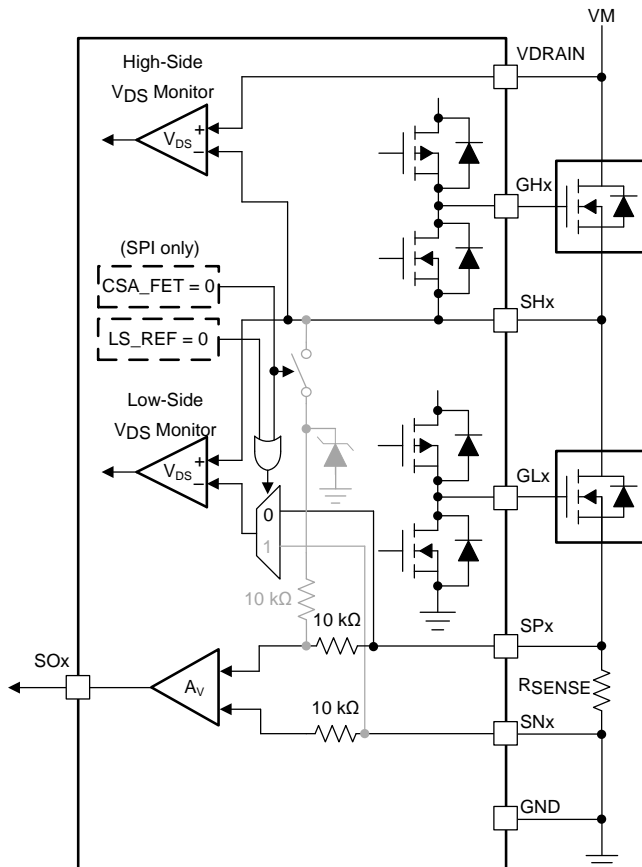 VM
VDRAIN
High-Side
VDS Monitor
+
VDS
−
GHx
(SPI only)
CSA_FET = 0
SHx
LS_REF = 0
Low-Side
VDS Monitor
+
VDS
−
GLx
0
1
10 kΩ
10 kΩ
SPx
SOx
AV
RSENSE
10 kΩ
SNx
GND